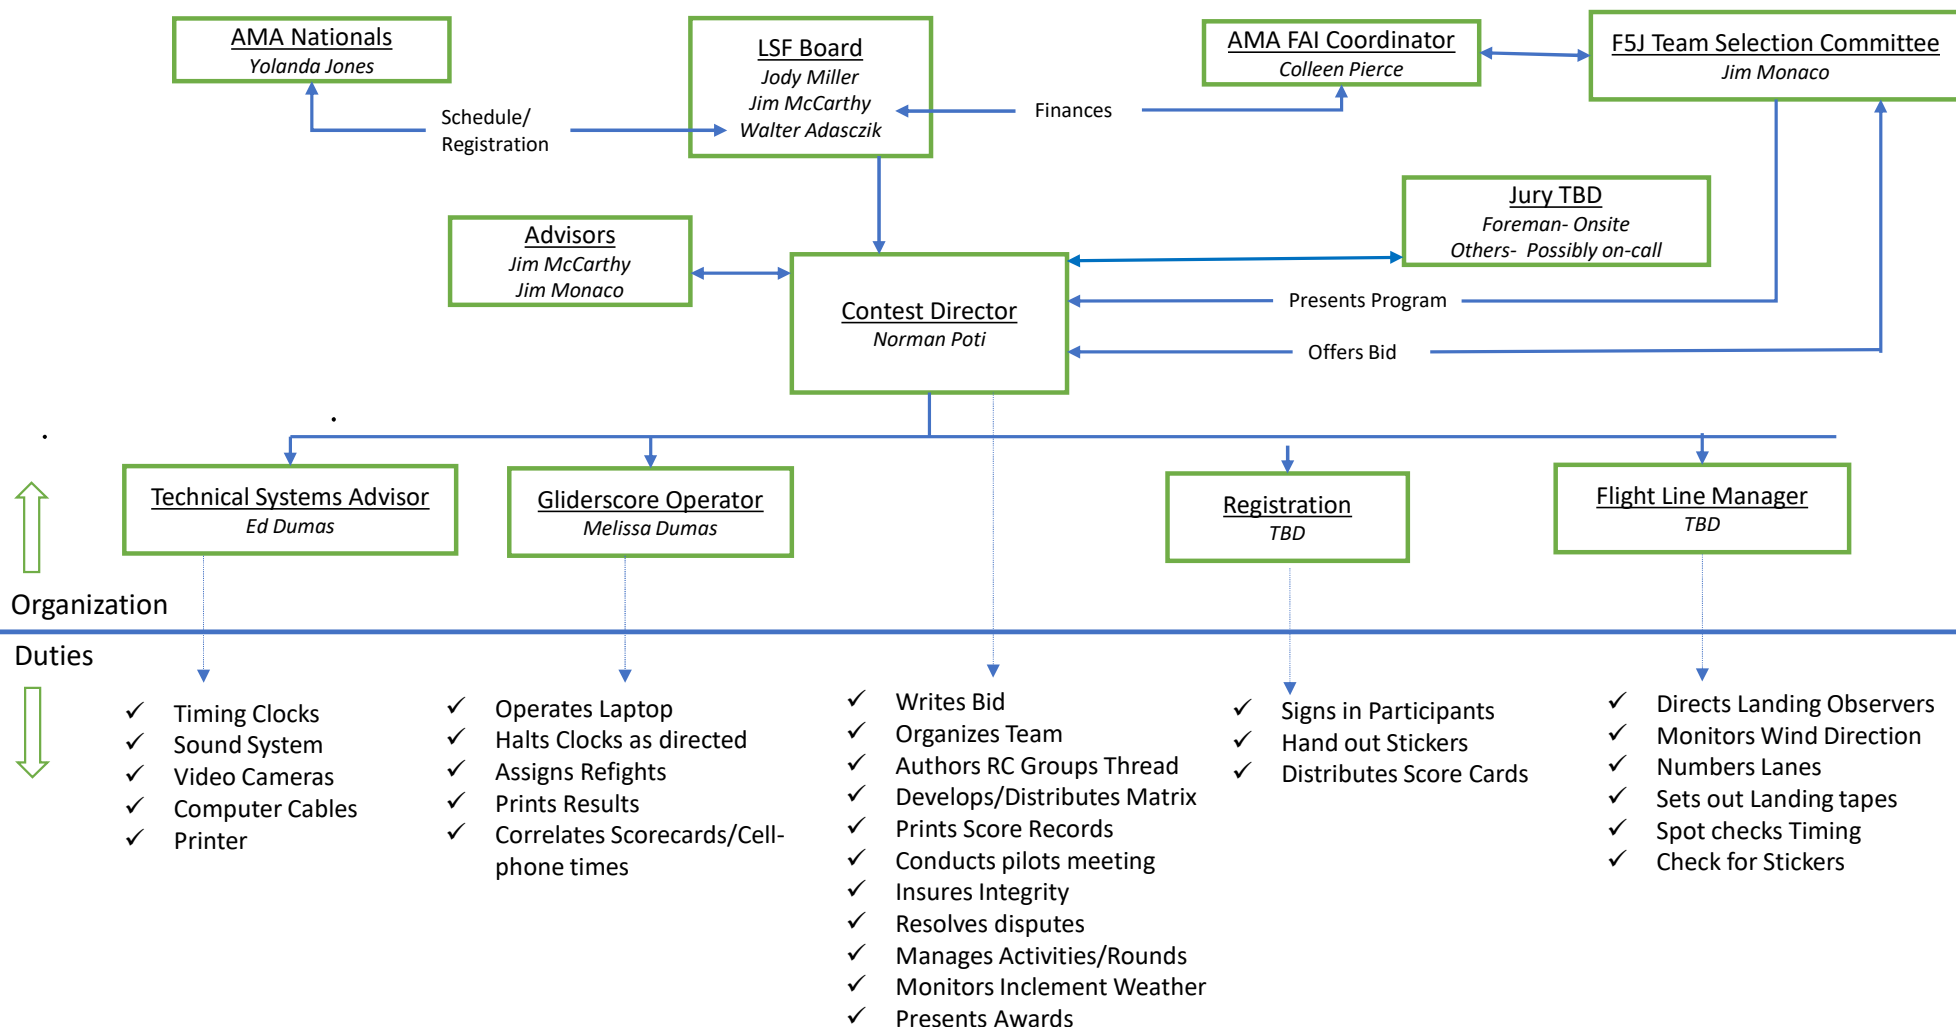 AMA Nationals
Yolanda Jones
LSF Board
Jody Miller
Jim McCarthy
Walter Adasczik
AMA FAI Coordinator
Colleen Pierce
F5J Team Selection Committee
Jim Monaco
Schedule/
Registration
Finances
Advisors
Jim McCarthy
Jim Monaco
Jury TBD
Foreman- Onsite
Others- Possibly on-call
Contest Director
Norman Poti
Presents Program
Offers Bid
Technical Systems Advisor
Ed Dumas
Gliderscore Operator
Melissa Dumas
Registration
TBD
Flight Line Manager
TBD
Organization
Duties
✓ Timing Clocks
✓ Sound System
✓ Video Cameras
✓ Computer Cables
✓ Printer
✓ Operates Laptop
✓ Halts Clocks as directed
✓ Assigns Refights
✓ Prints Results
✓ Correlates Scorecards/Cell-
phone times
✓ Writes Bid
✓ Organizes Team
✓ Authors RC Groups Thread
✓ Develops/Distributes Matrix
✓ Prints Score Records
✓ Conducts pilots meeting
✓ Insures Integrity
✓ Resolves disputes
✓ Manages Activities/Rounds
✓ Monitors Inclement Weather
✓ Presents Awards
✓ Signs in Participants
✓ Hand out Stickers
✓ Distributes Score Cards
✓ Directs Landing Observers
✓ Monitors Wind Direction
✓ Numbers Lanes
✓ Sets out Landing tapes
✓ Spot checks Timing
✓ Check for Stickers